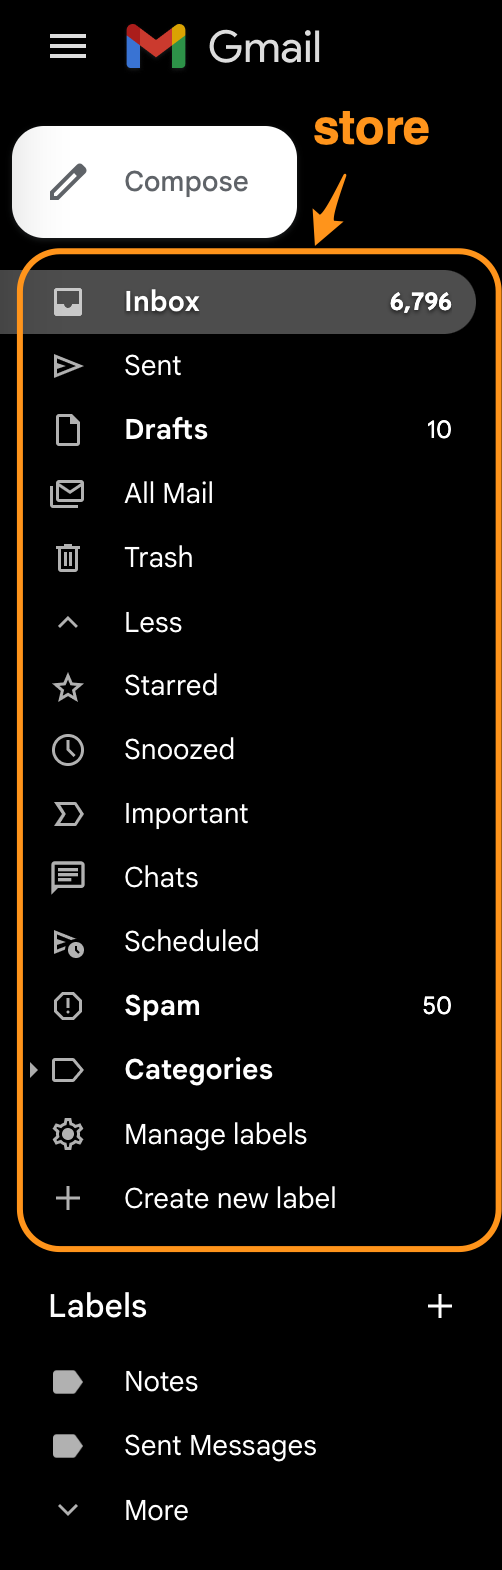 Gmail
store
Compose
Inbox 6,796
Sent
Drafts 10
All Mail
Trash
Less
Starred
Snoozed
Important
Chats
Scheduled
Spam 50
Categories
Manage labels
Create new label
Labels +
Notes
Sent Messages
More